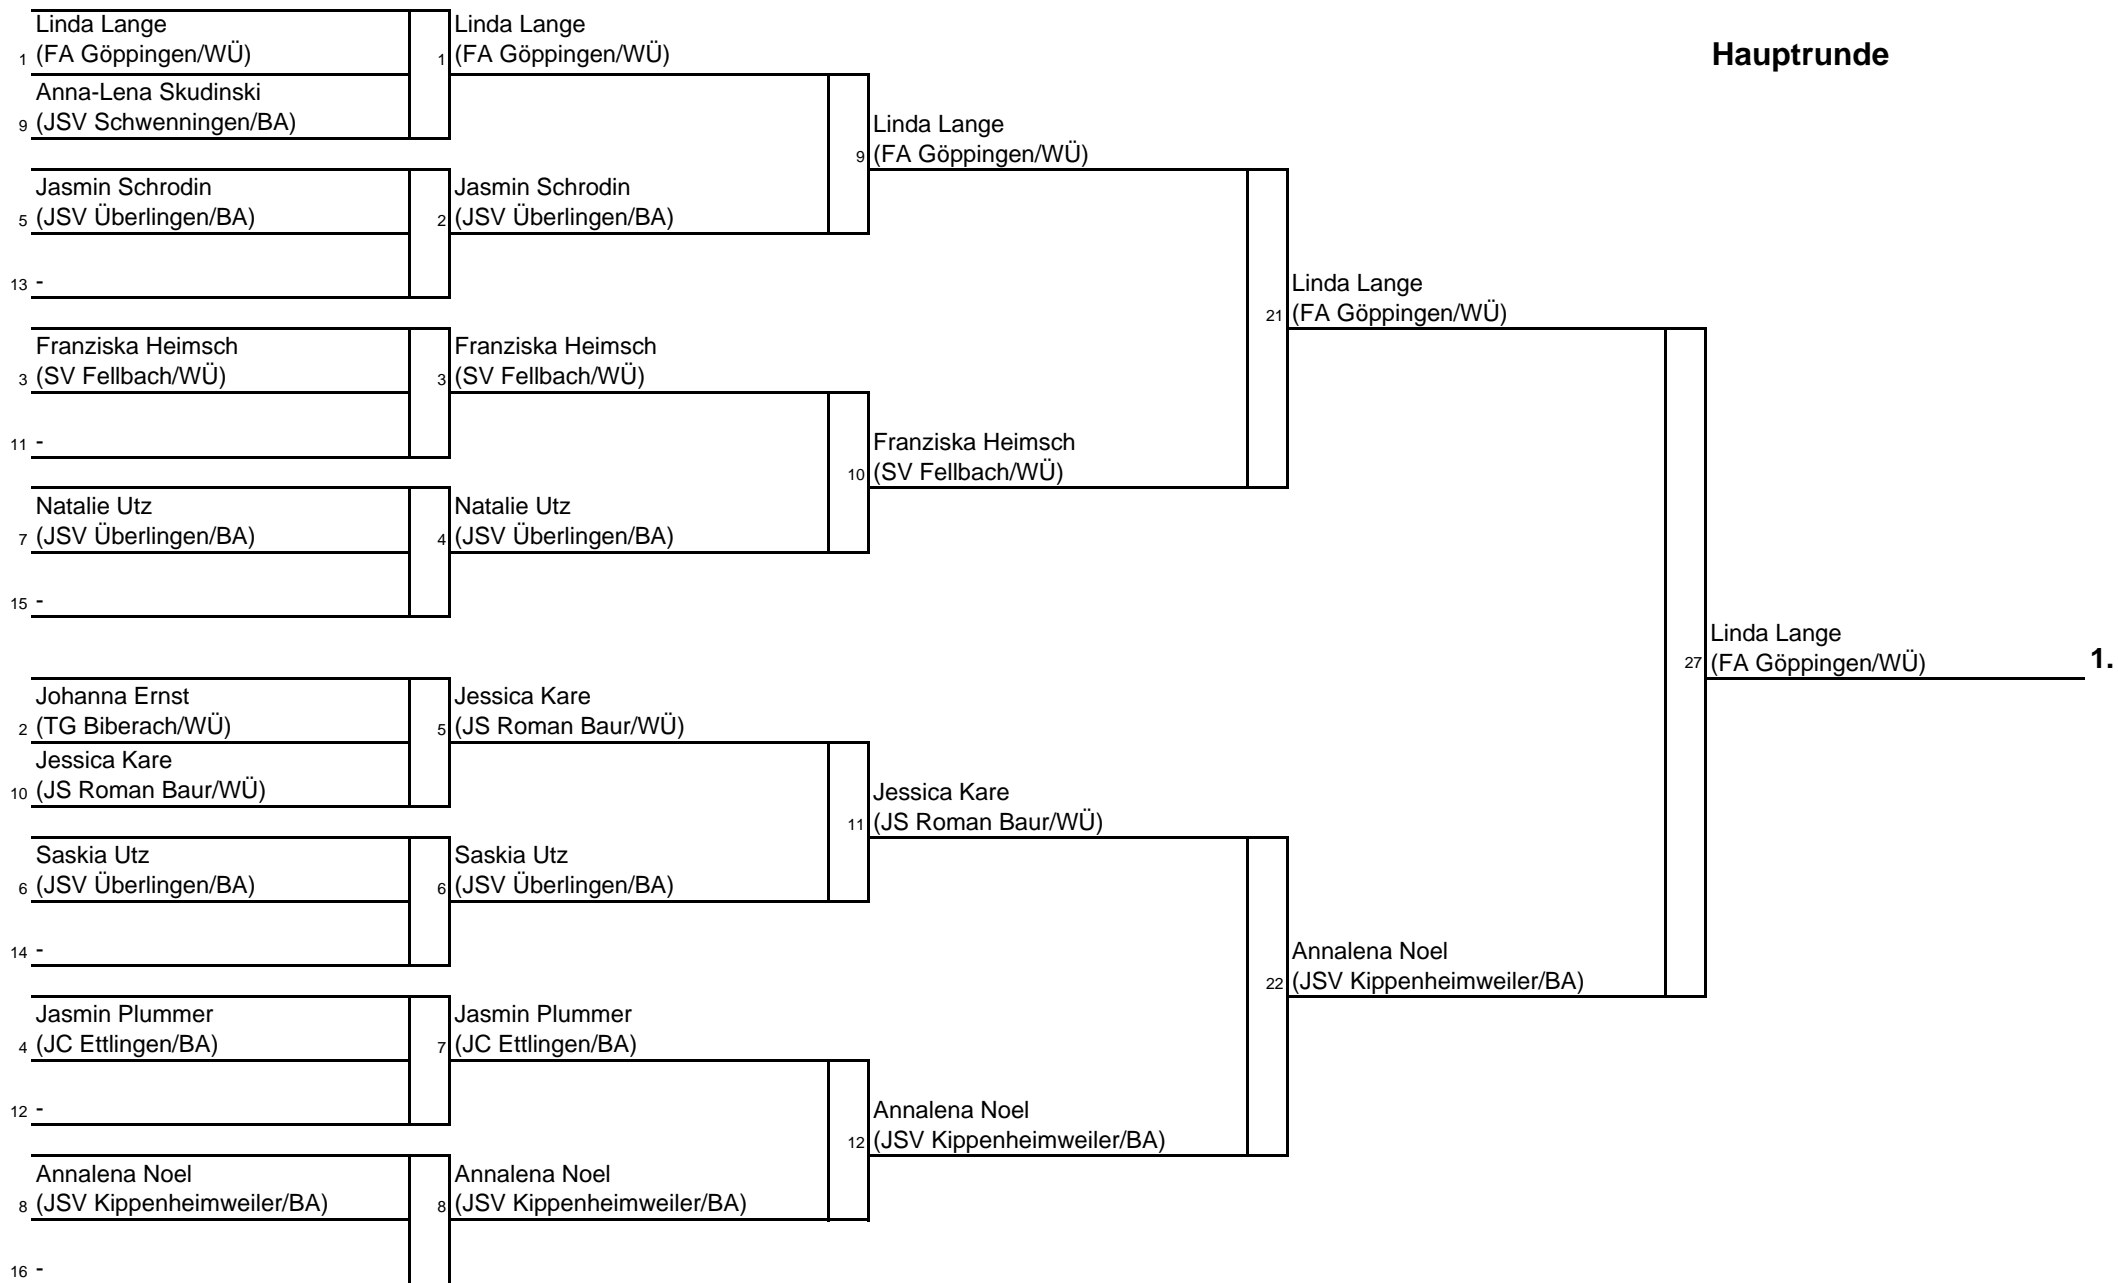 Hauptrunde
Linda Lange
1 (FA Göppingen/WÜ)
Anna-Lena Skudinski
9 (JSV Schwenningen/BA)
Jasmin Schrodin
5 (JSV Überlingen/BA)
13 -
Franziska Heimsch
3 (SV Fellbach/WÜ)
11 -
Natalie Utz
7 (JSV Überlingen/BA)
15 -
Johanna Ernst
2 (TG Biberach/WÜ)
Jessica Kare
10 (JS Roman Baur/WÜ)
Saskia Utz
6 (JSV Überlingen/BA)
14 -
Jasmin Plummer
4 (JC Ettlingen/BA)
12 -
Annalena Noel
8 (JSV Kippenheimweiler/BA)
16 -
Linda Lange
1 (FA Göppingen/WÜ)
Jasmin Schrodin
2 (JSV Überlingen/BA)
Franziska Heimsch
3 (SV Fellbach/WÜ)
Natalie Utz
4 (JSV Überlingen/BA)
Jessica Kare
5 (JS Roman Baur/WÜ)
Saskia Utz
6 (JSV Überlingen/BA)
Jasmin Plummer
7 (JC Ettlingen/BA)
Annalena Noel
8 (JSV Kippenheimweiler/BA)
Linda Lange
9 (FA Göppingen/WÜ)
Franziska Heimsch
10 (SV Fellbach/WÜ)
Jessica Kare
11 (JS Roman Baur/WÜ)
Annalena Noel
12 (JSV Kippenheimweiler/BA)
Linda Lange
21 (FA Göppingen/WÜ)
Annalena Noel
22 (JSV Kippenheimweiler/BA)
Linda Lange
27 (FA Göppingen/WÜ) 1.